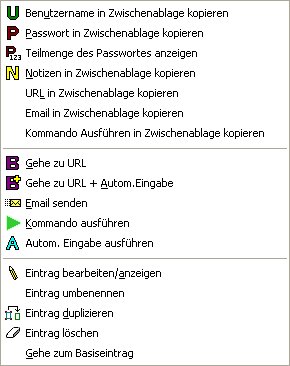 U Benutzername in Zwischenablage kopieren
P Passwort in Zwischenablage kopieren
P123 Teilmenge des Passwortes anzeigen
N Notizen in Zwischenablage kopieren
URL in Zwischenablage kopieren
Email in Zwischenablage kopieren
Kommando Ausführen in Zwischenablage kopieren
B Gehe zu URL
B Gehe zu URL + Autom.Eingabe
Email senden
Kommando ausführen
A Autom. Eingabe ausführen
Eintrag bearbeiten/anzeigen
Eintrag umbenennen
Eintrag duplizieren
Eintrag löschen
Gehe zum Basiseintrag